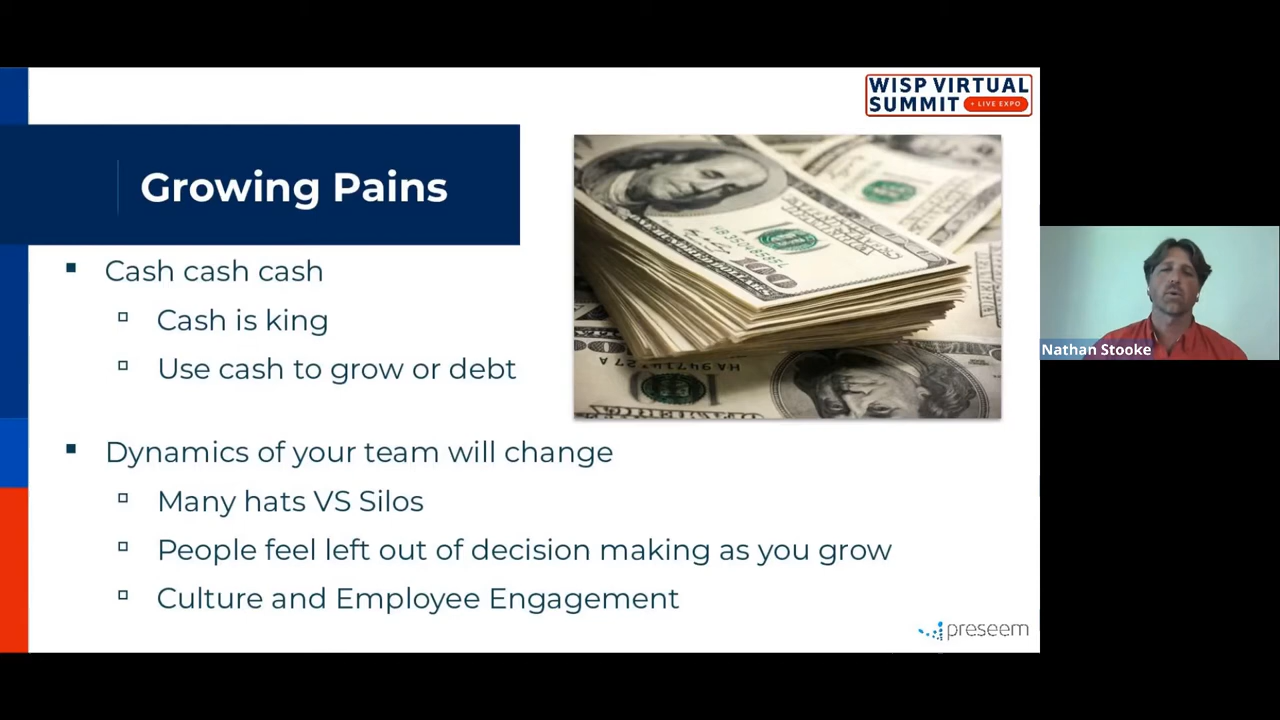 WISP VIRTUAL
SUMMIT + LIVE EXPO
Growing Pains
Cash cash cash
Cash is king
Use cash to grow or debt
Dynamics of your team will change
Many hats VS Silos
People feel left out of decision making as you grow
Culture and Employee Engagement
100
Nathan Stooke
preseem